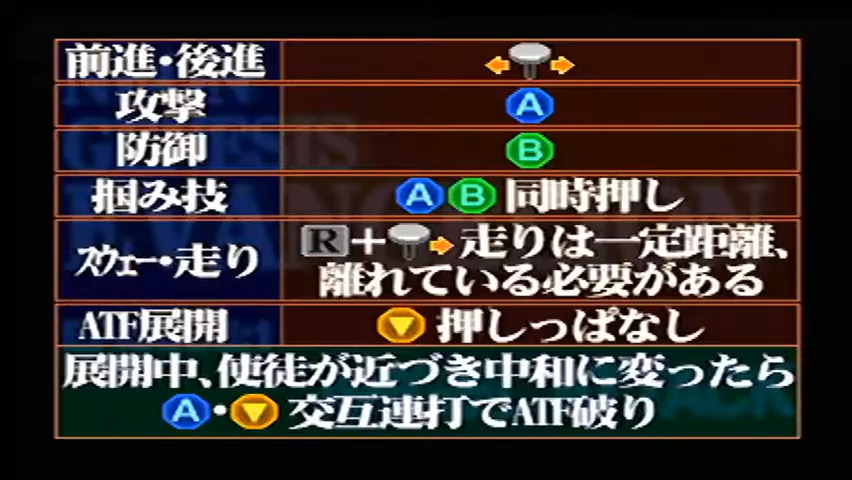 前進・後進
攻撃 A
防御 B
掴み技 A B 同時押し
スウェー・走り R+ 走りは一定距離、
離れている必要がある
ATF展開 ▼ 押しっぱなし
展開中、使徒が近づき中和に変ったら
A・▼ 交互連打でATF破り